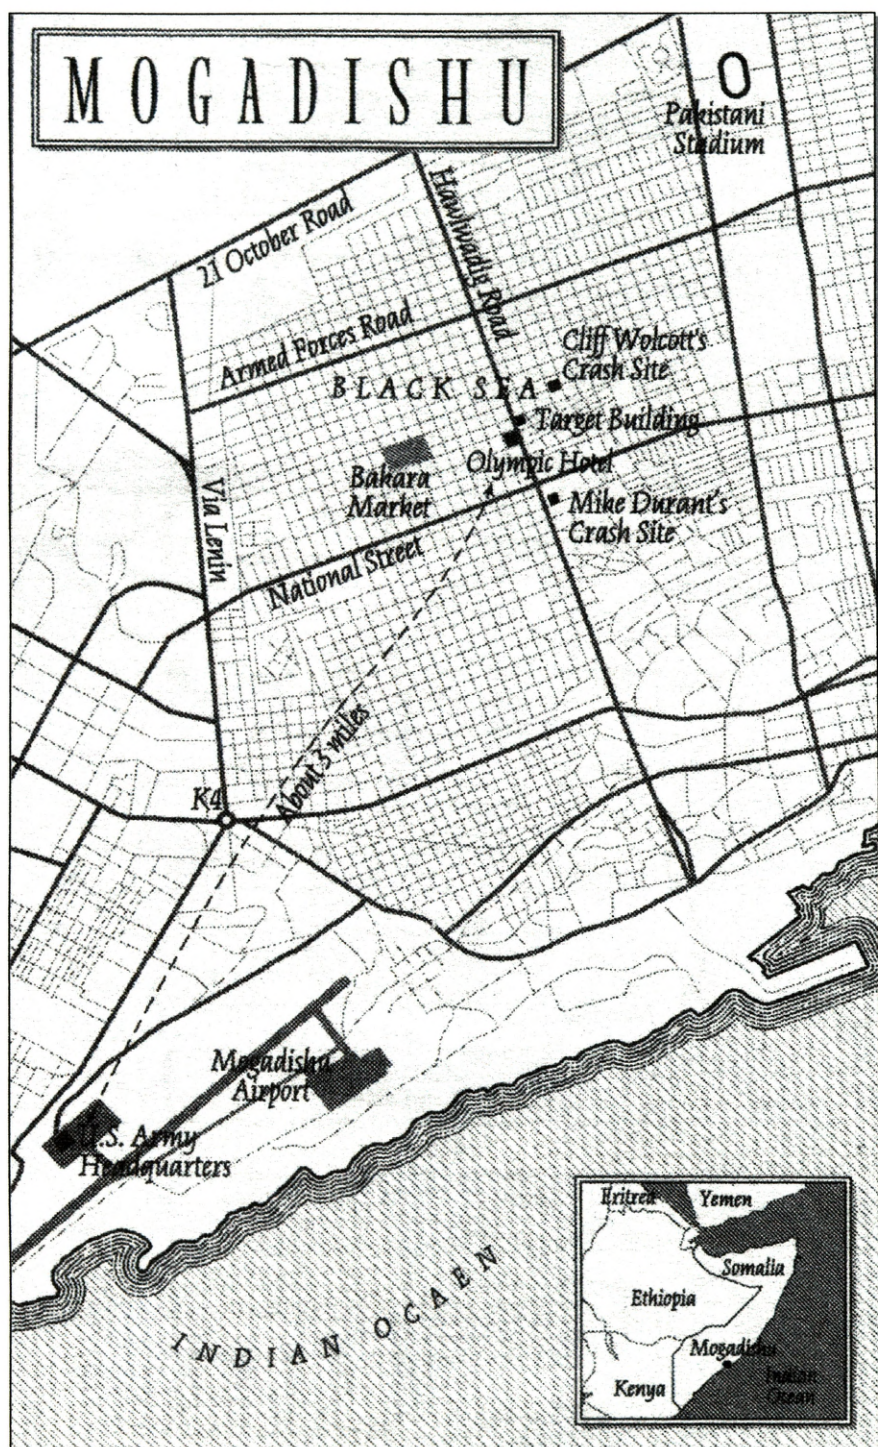 MOGADISHU
Pakistani
Stadium
21 October Road
Hawlwadig Road
Armed Forces Road
Cliff Wolcott's
Crash Site
BLACK SEA
Target Building
Olympic Hotel
Bakara
Market
Mike Durant's
Crash Site
Via Lenin
National Street
About 3 miles
K4
Mogadishu
Airport
U.S. Army
Headquarters
INDIAN OCAEN
Eritrea
Yemen
Somalia
Ethiopia
Mogadishu
Kenya
Indian
Ocean